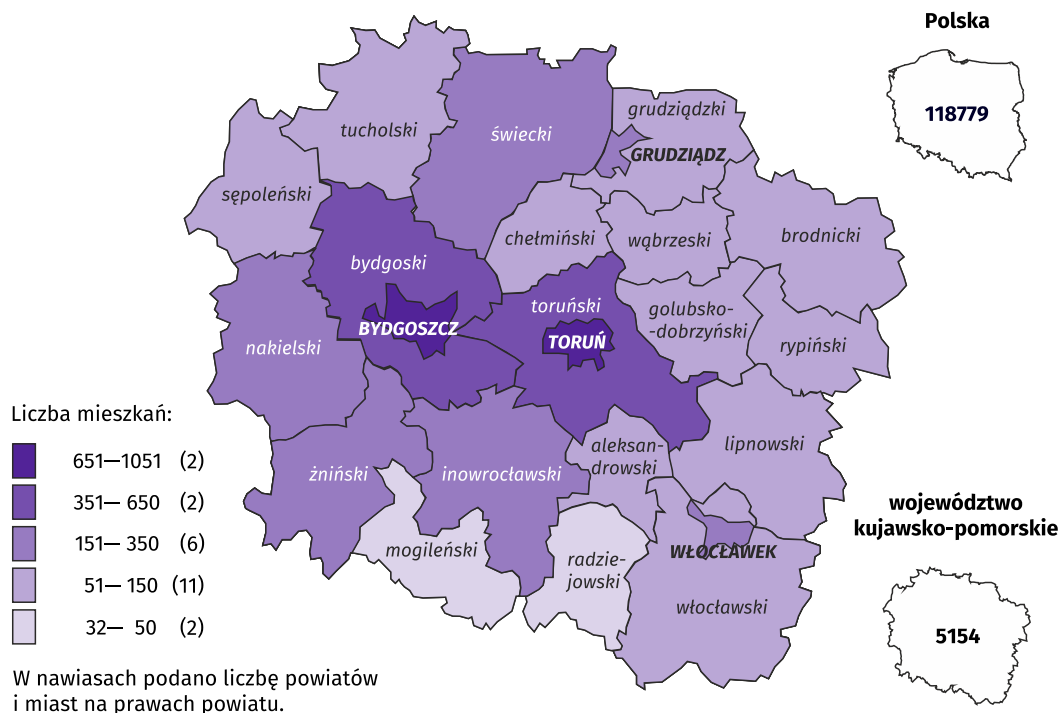 Polska
118779
tucholski
świecki
grudziądzki
GRUDZIĄDZ
sępoleński
chełmiński
wąbrzeski
brodnicki
bydgoski
BYDGOSZCZ
toruński
TORUŃ
golubsko-
-dobrzyński
rypiński
nakielski
Liczba mieszkań:
651—1051 (2)
351— 650 (2)
151— 350 (6)
51— 150 (11)
32— 50 (2)
żniński
inowrocławski
aleksan-
drowski
lipnowski
mogileński
radzie-
jowski
WŁOCŁAWEK
włocławski
województwo
kujawsko-pomorskie
5154
W nawiasach podano liczbę powiatów
i miast na prawach powiatu.